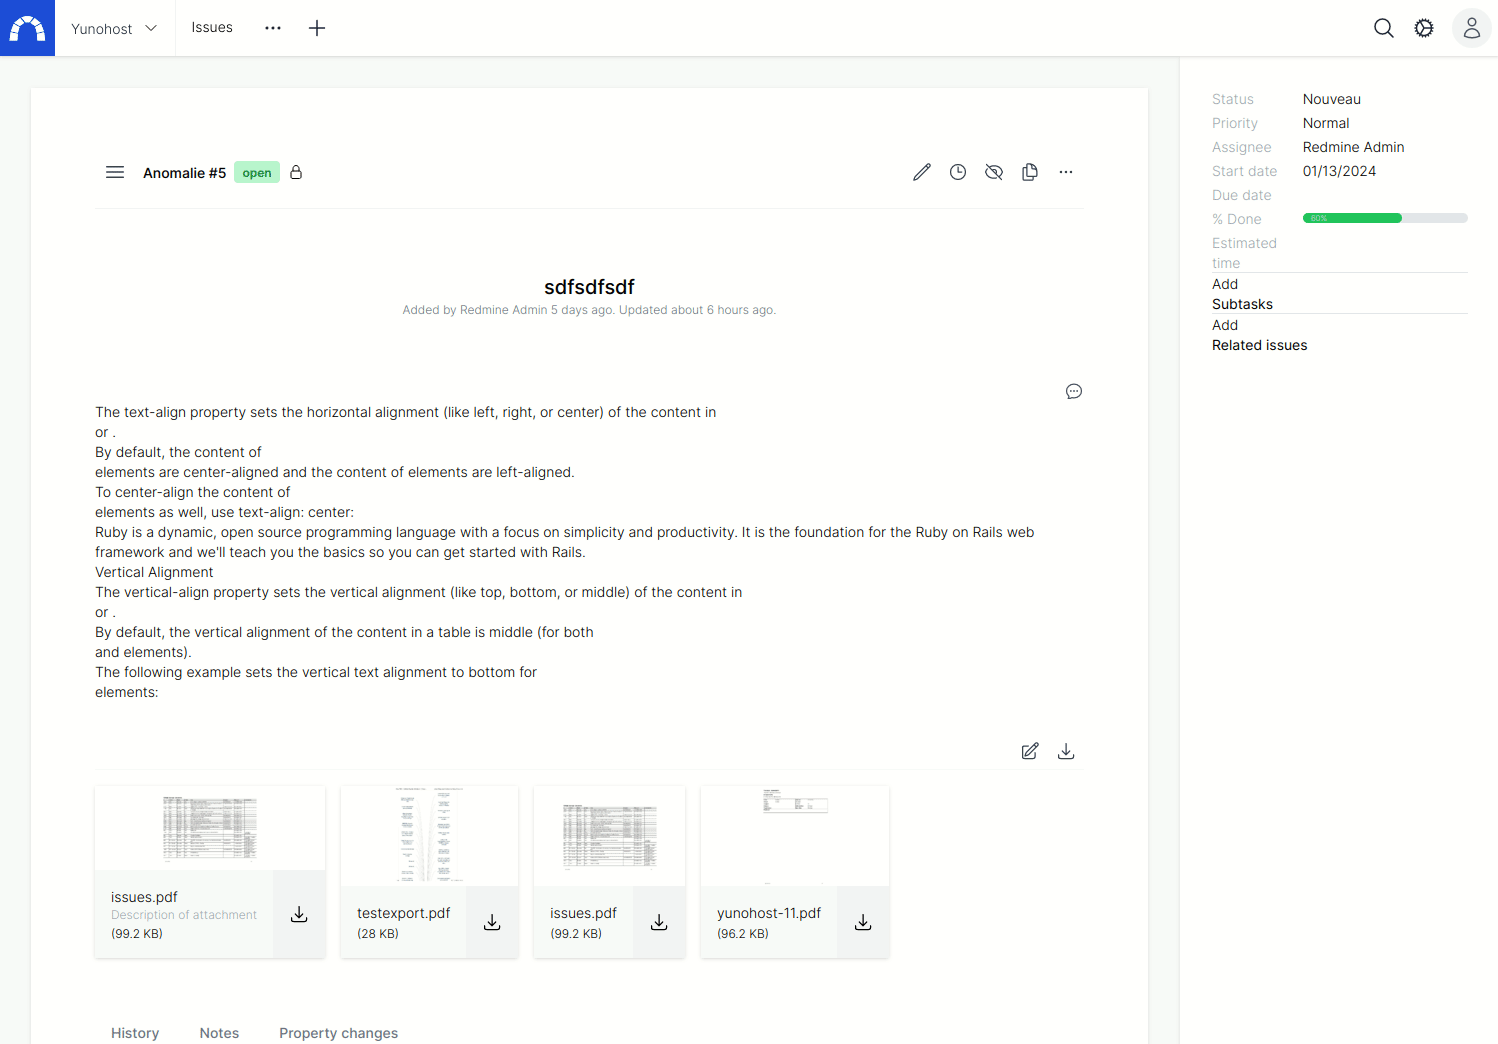 Yunohost
Issues
Anomalie #5 open
sdfsdfsdf
Added by Redmine Admin 5 days ago. Updated about 6 hours ago.
The text-align property sets the horizontal alignment (like left, right, or center) of the content in
or .
By default, the content of
elements are center-aligned and the content of elements are left-aligned.
To center-align the content of
elements as well, use text-align: center:
Ruby is a dynamic, open source programming language with a focus on simplicity and productivity. It is the foundation for the Ruby on Rails web
framework and we'll teach you the basics so you can get started with Rails.
Vertical Alignment
The vertical-align property sets the vertical alignment (like top, bottom, or middle) of the content in
or .
By default, the vertical alignment of the content in a table is middle (for both
and elements).
The following example sets the vertical text alignment to bottom for
elements:
issues.pdf
Description of attachment
(99.2 KB)
testexport.pdf
(28 KB)
issues.pdf
(99.2 KB)
yunohost-11.pdf
(96.2 KB)
History Notes Property changes
Status Nouveau
Priority Normal
Assignee Redmine Admin
Start date 01/13/2024
Due date
% Done 60%
Estimated
time
Add
Subtasks
Add
Related issues